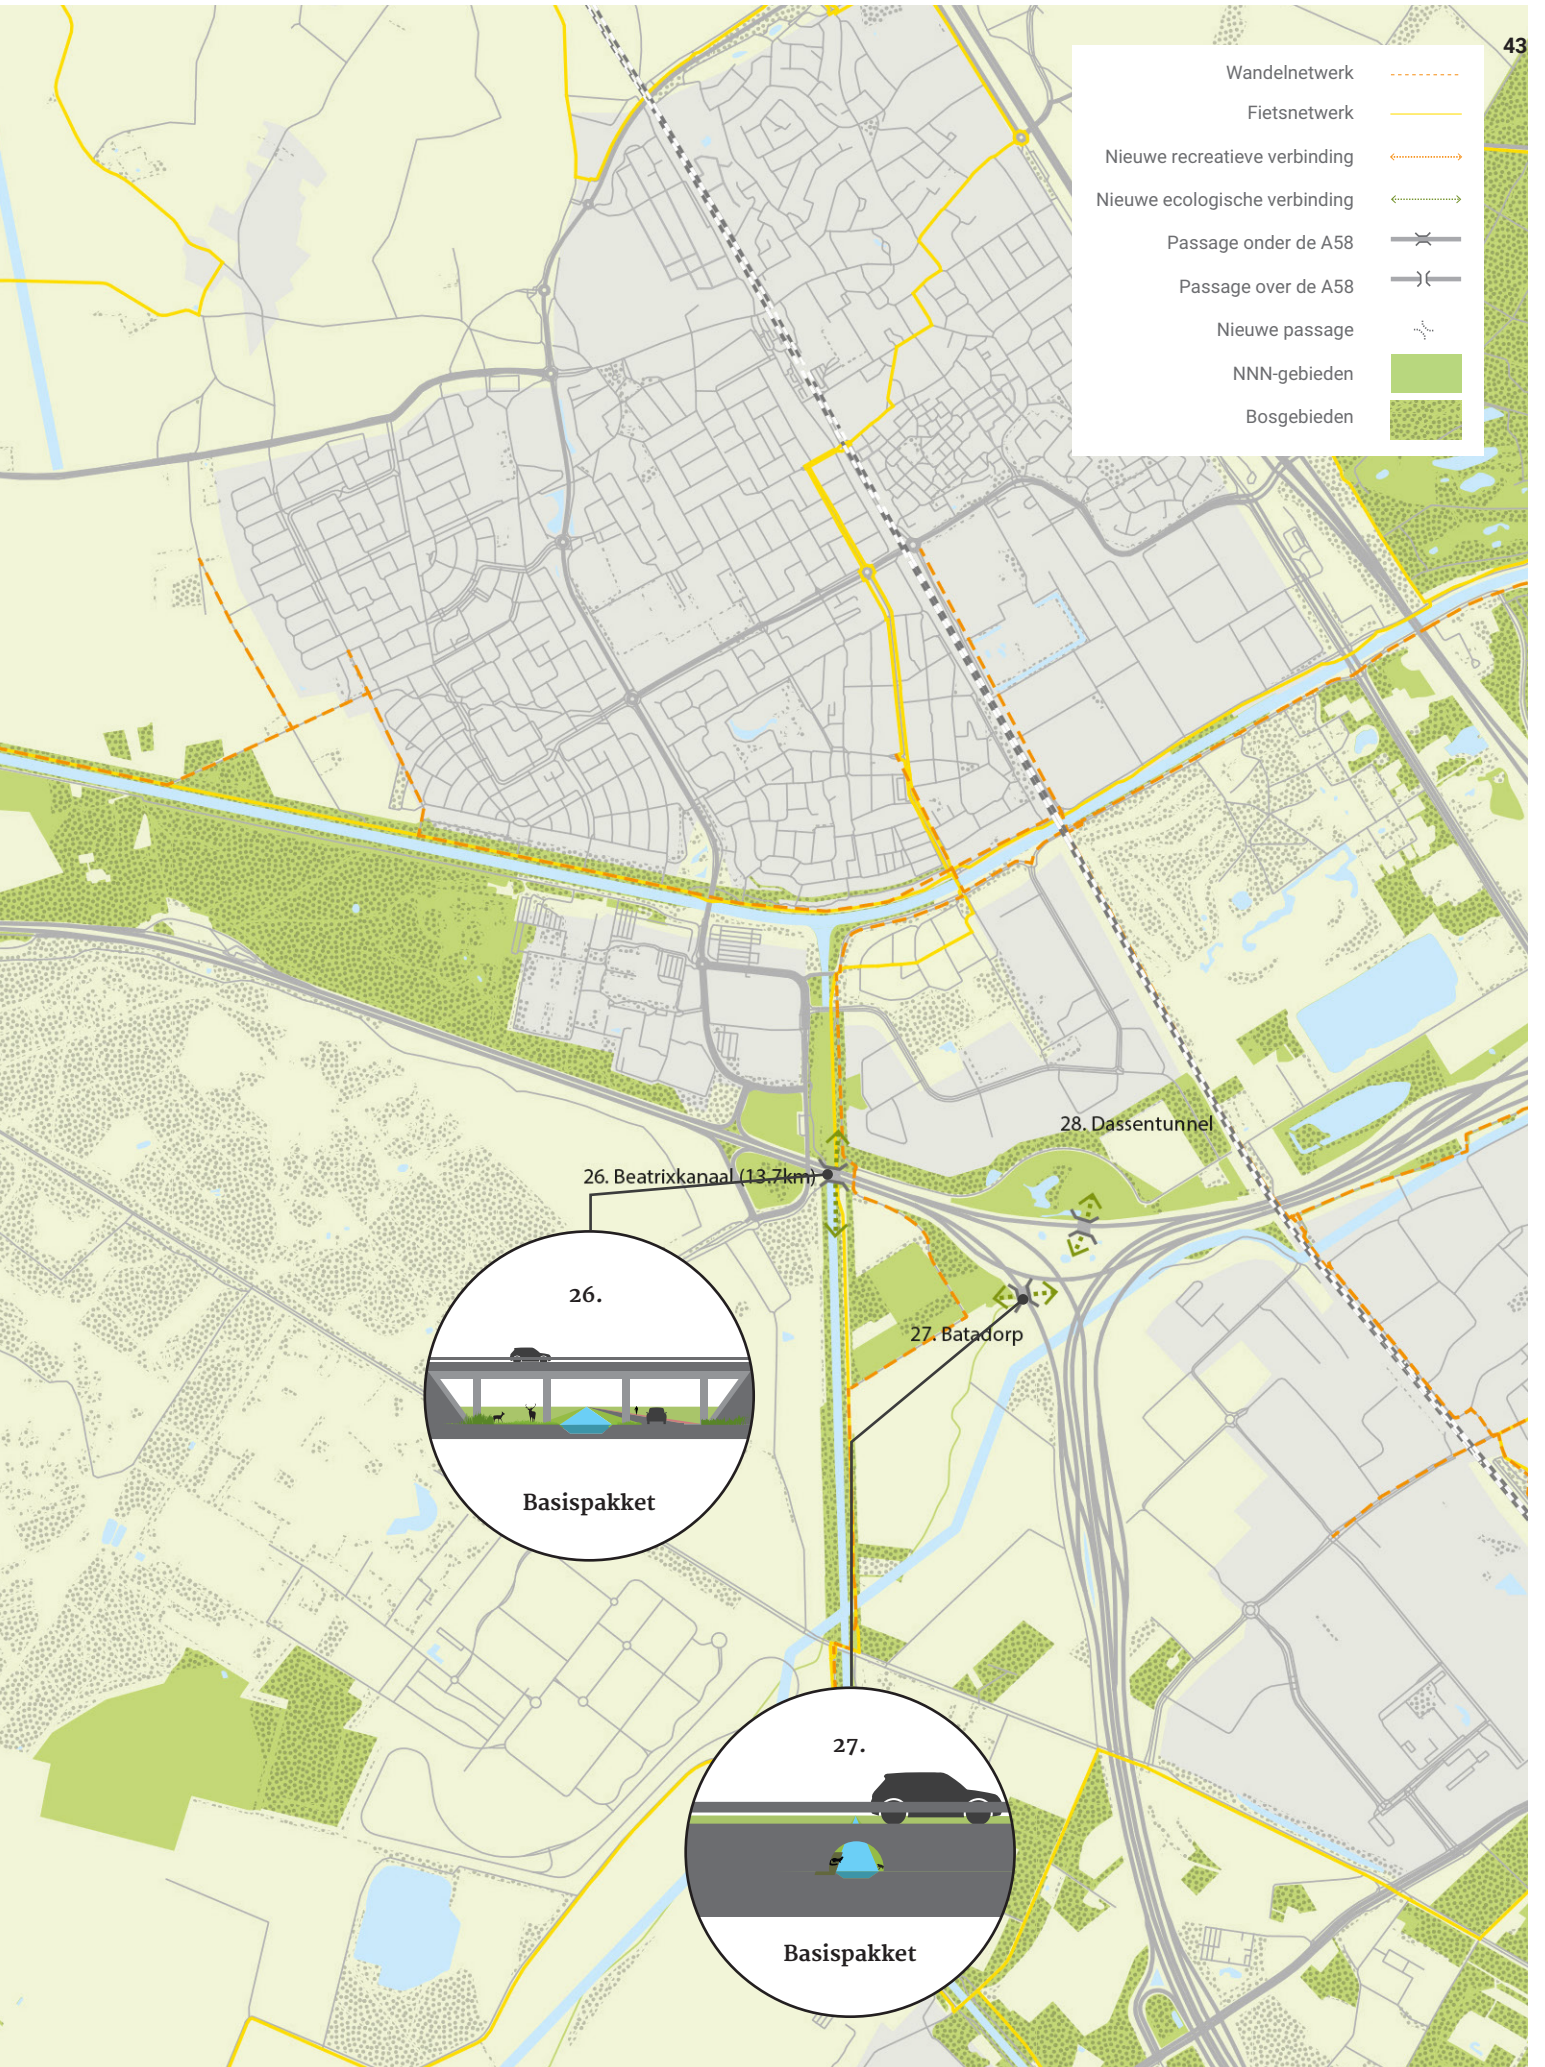 43
Wandelnetwerk
Fietsnetwerk
Nieuwe recreatieve verbinding
Nieuwe ecologische verbinding
Passage onder de A58
Passage over de A58
Nieuwe passage
NNN-gebieden
Bosgebieden
28. Dassentunnel
26. Beatrixkanaal (13.7km)
26.
Basispakket
27. Batadorp
27.
Basispakket